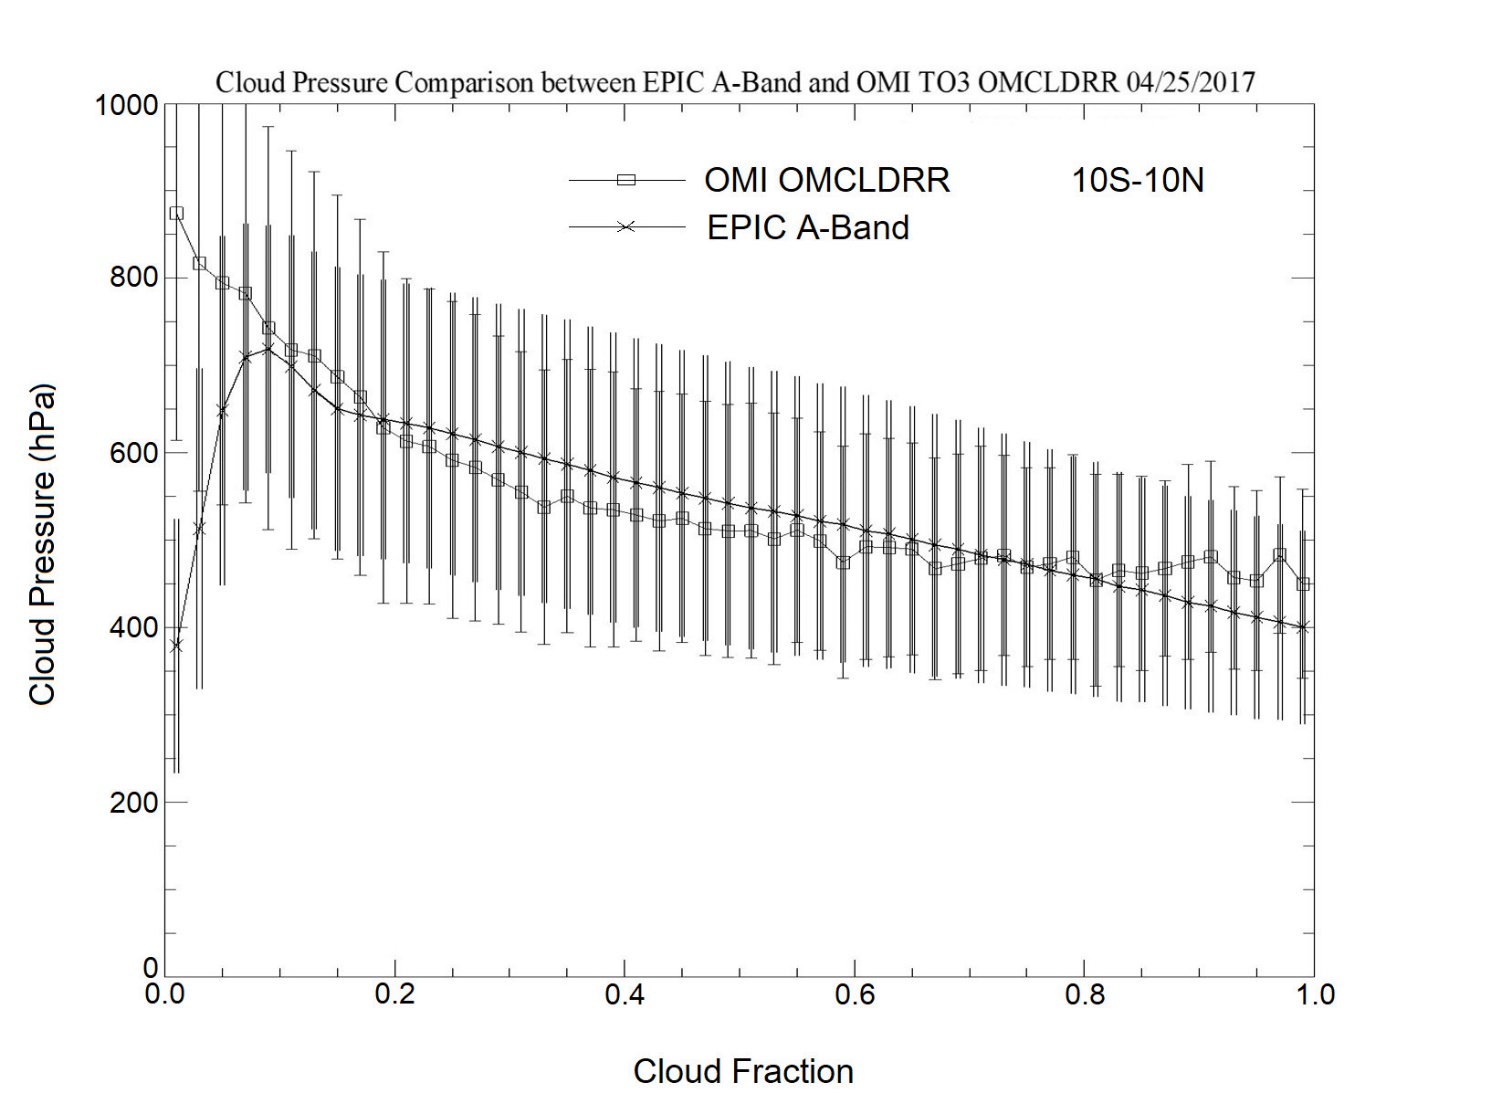 Cloud Pressure Comparison between EPIC A-Band and OMI TO3 OMCLDRR 04/25/2017
1000
OMI OMCLDRR 10S-10N
EPIC A-Band
800
600
400
200
0
Cloud Pressure (hPa)
0.0 0.2 0.4 0.6 0.8 1.0
Cloud Fraction